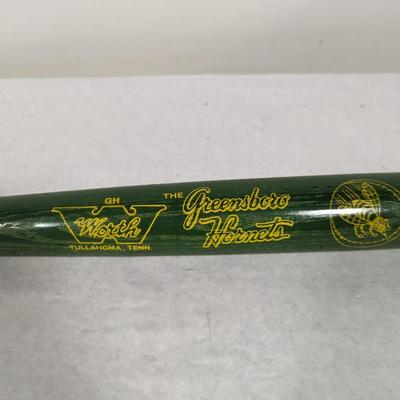 GH
Worth
TULLAHOMA, TENN.
THE Greensboro
Hornets